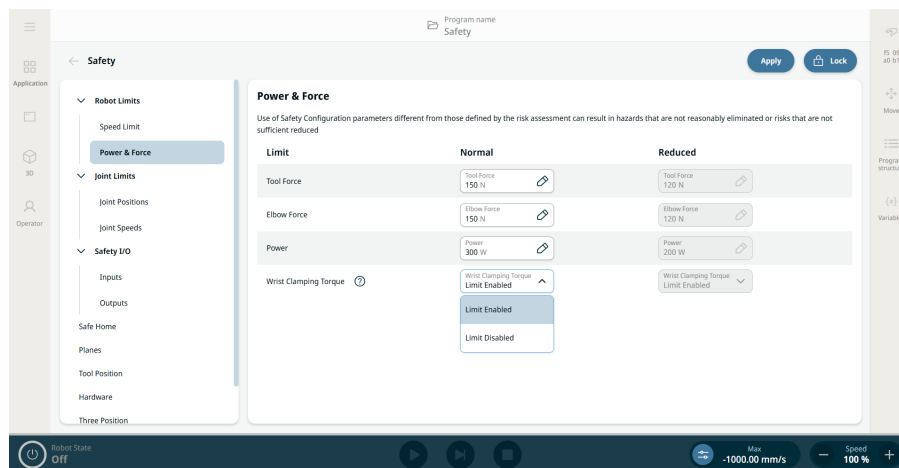 Program name
Safety
Safety
Apply
Lock
Application
3D
Operator
Robot Limits
Speed Limit
Power & Force
Joint Limits
Joint Positions
Joint Speeds
Safety I/O
Inputs
Outputs
Safe Home
Planes
Tool Position
Hardware
Three Position
Power & Force
Use of Safety Configuration parameters different from those defined by the risk assessment can result in hazards that are not reasonably eliminated or risks that are not
sufficient reduced
Limit Normal Reduced
Tool Force
Tool Force
150 N
Tool Force
120 N
Elbow Force
Elbow Force
150 N
Elbow Force
120 N
Power
Power
300 W
Power
200 W
Wrist Clamping Torque ?
Wrist Clamping Torque
Limit Enabled
Wrist Clamping Torque
Limit Enabled
Limit Enabled
Limit Disabled
Move
{x}
Robot State
Off
Max
-1000.00 mm/s
Speed
100 %